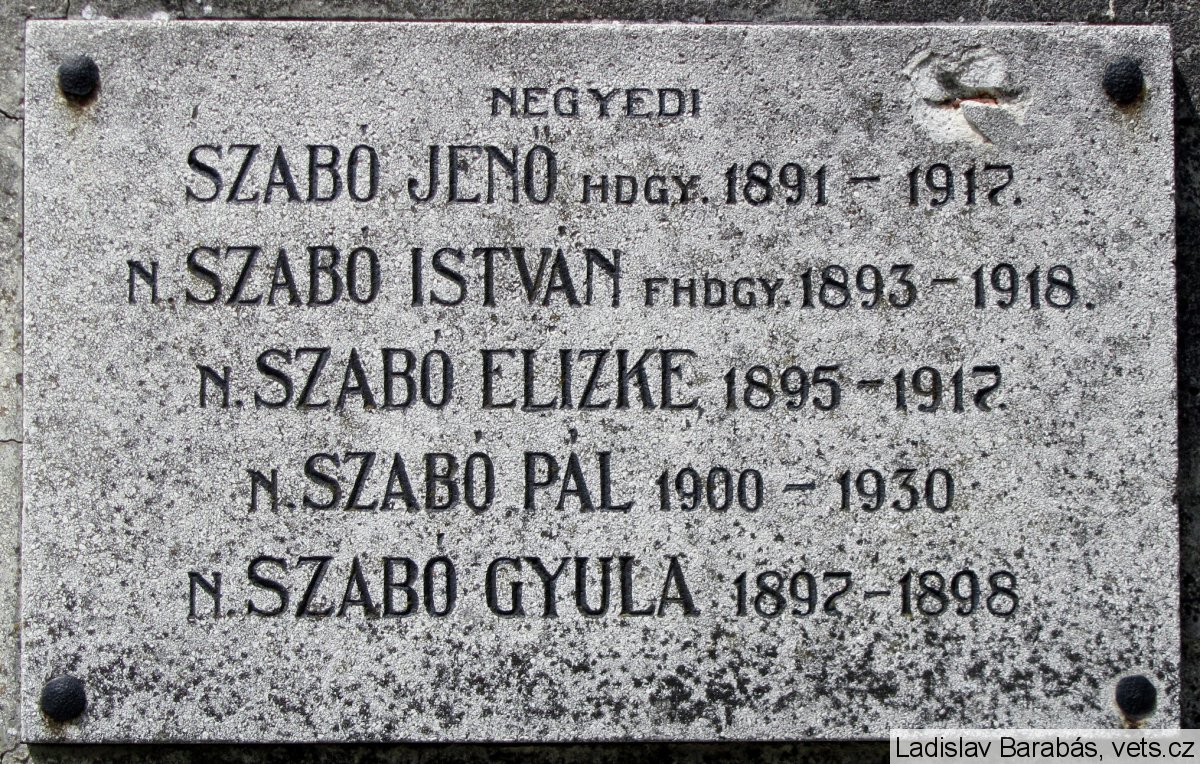 NEGYEDI
SZABÓ JENŐ HDGY. 1891 – 1917.
N. SZABÓ ISTVÁN FHDGY. 1893 – 1918.
N. SZABÓ ELIZKE 1895 – 1917.
N. SZABÓ PÁL 1900 – 1930
N. SZABÓ GYULA 1897 – 1898
Ladislav Barabás, vets.cz